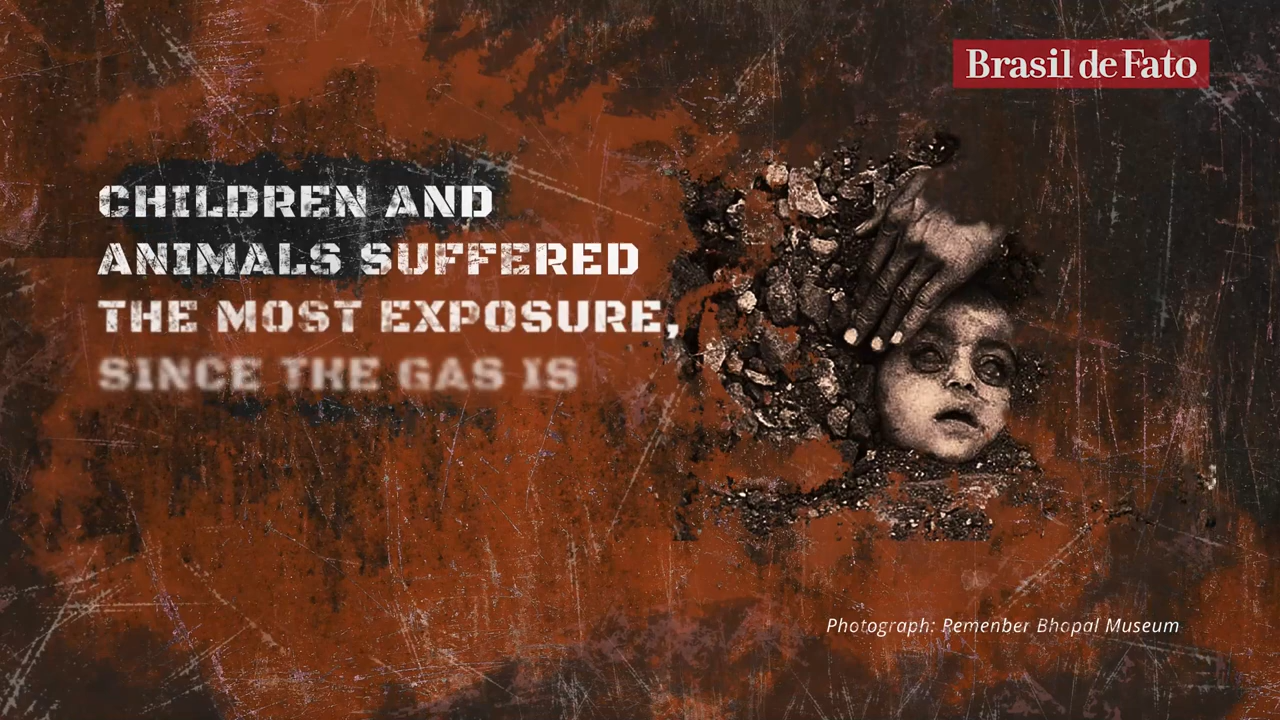 Brasil de Fato
CHILDREN AND
ANIMALS SUFFERED
THE MOST EXPOSURE,
SINCE THE GAS IS
Photograph: Pemenber Bhopal Museum